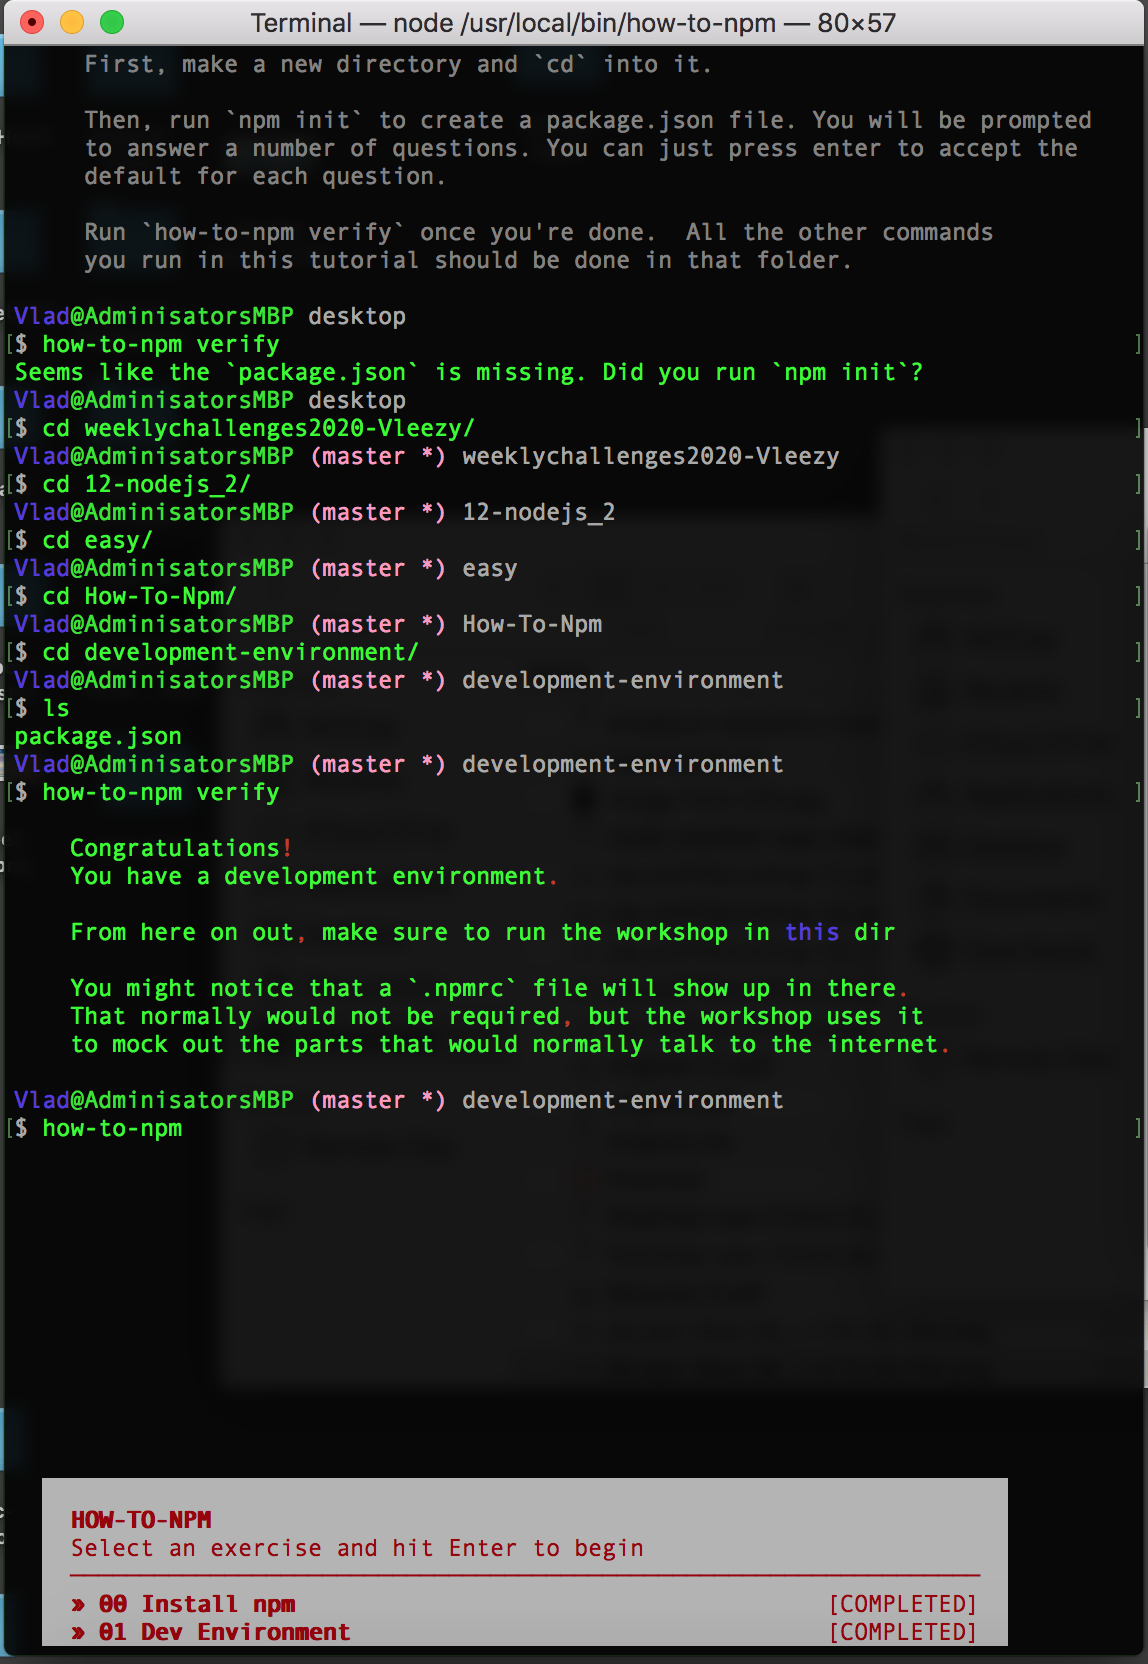 Terminal — node /usr/local/bin/how-to-npm — 80×57
First, make a new directory and `cd` into it.
Then, run `npm init` to create a package.json file. You will be prompted
to answer a number of questions. You can just press enter to accept the
default for each question.
Run `how-to-npm verify` once you're done.  All the other commands
you run in this tutorial should be done in that folder.
Vlad@AdminisatorsMBP desktop
[$ how-to-npm verify ]
Seems like the `package.json` is missing. Did you run `npm init`?
Vlad@AdminisatorsMBP desktop
[$ cd weeklychallenges2020-Vleezy/ ]
Vlad@AdminisatorsMBP (master *) weeklychallenges2020-Vleezy
[$ cd 12-nodejs_2/ ]
Vlad@AdminisatorsMBP (master *) 12-nodejs_2
[$ cd easy/ ]
Vlad@AdminisatorsMBP (master *) easy
[$ cd How-To-Npm/ ]
Vlad@AdminisatorsMBP (master *) How-To-Npm
[$ cd development-environment/ ]
Vlad@AdminisatorsMBP (master *) development-environment
[$ ls ]
package.json
Vlad@AdminisatorsMBP (master *) development-environment
[$ how-to-npm verify ]
Congratulations!
You have a development environment.
From here on out, make sure to run the workshop in this dir
You might notice that a `.npmrc` file will show up in there.
That normally would not be required, but the workshop uses it
to mock out the parts that would normally talk to the internet.
Vlad@AdminisatorsMBP (master *) development-environment
[$ how-to-npm ]
HOW-TO-NPM
Select an exercise and hit Enter to begin
» 00 Install npm [COMPLETED]
» 01 Dev Environment [COMPLETED]